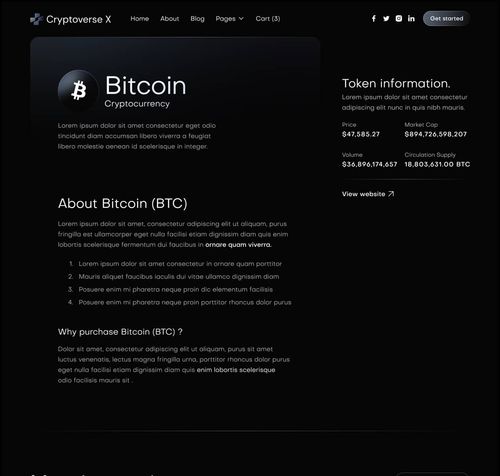 Cryptoverse X
Home About Blog Pages Cart (3)
Get started
Bitcoin
Cryptocurrency
Lorem ipsum dolor sit amet consectetur eget odio
tincidunt diam accumsan libero viverra a feugiat
libero molestie aenean id scelerisque in integer.
Token information.
Lorem ipsum dolor sit amet, consectetur
adipiscing elit nunc in quis nibh mauris.
Price Market Cap
$47,585.27 $894,726,598,207
Volume Circulation Supply
$36,896,174,657 18,803,631.00 BTC
View website
About Bitcoin (BTC)
Lorem ipsum dolor sit amet, consectetur adipiscing elit ut aliquam, purus
fringilla est ullamcorper eget nulla facilisi etiam dignissim diam quis enim
lobortis scelerisque fermentum dui faucibus in ornare quam viverra.
1. Lorem ipsum dolor sit amet consectetur in ornare quam porttitor
2. Mauris aliquet faucibus iaculis dui vitae ullamco dignissim diam
3. Posuere enim mi pharetra neque proin dic elementum facilisis
4. Posuere enim mi pharetra neque proin porttitor rhoncus dolor purus
Why purchase Bitcoin (BTC) ?
Dolor sit amet, consectetur adipiscing elit ut aliquam, purus sit amet
luctus venenatis, lectus magna fringilla urna, porttitor rhoncus dolor purus
eget nulla facilisi etiam dignissim diam quis enim lobortis scelerisque
odio facilisis mauris sit .